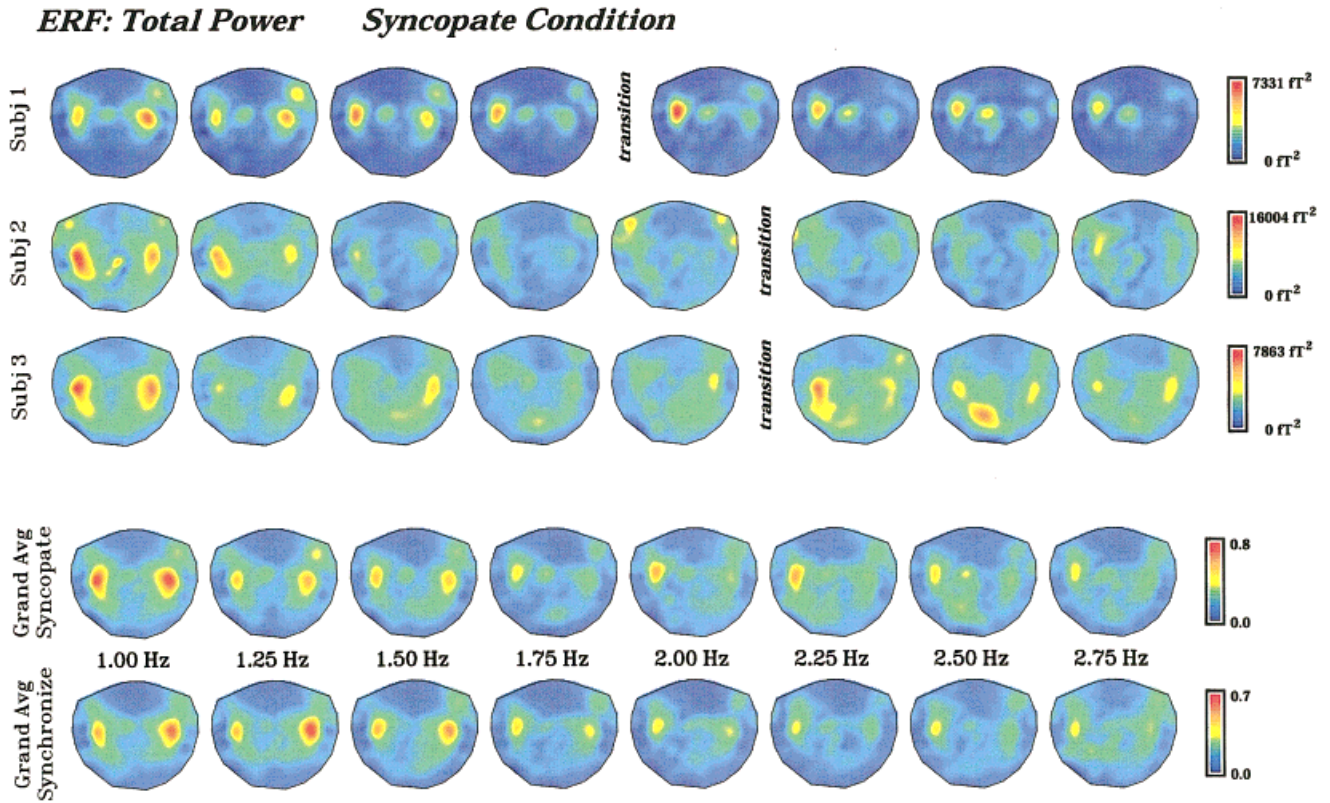 ERF: Total Power Syncopate Condition
Subj 1
transition
7331 fT²
0 fT²
Subj 2
transition
16004 fT²
0 fT²
Subj 3
transition
7863 fT²
0 fT²
Grand Avg
Syncopate
0.8
0.0
1.00 Hz 1.25 Hz 1.50 Hz 1.75 Hz 2.00 Hz 2.25 Hz 2.50 Hz 2.75 Hz
Grand Avg
Synchronize
0.7
0.0